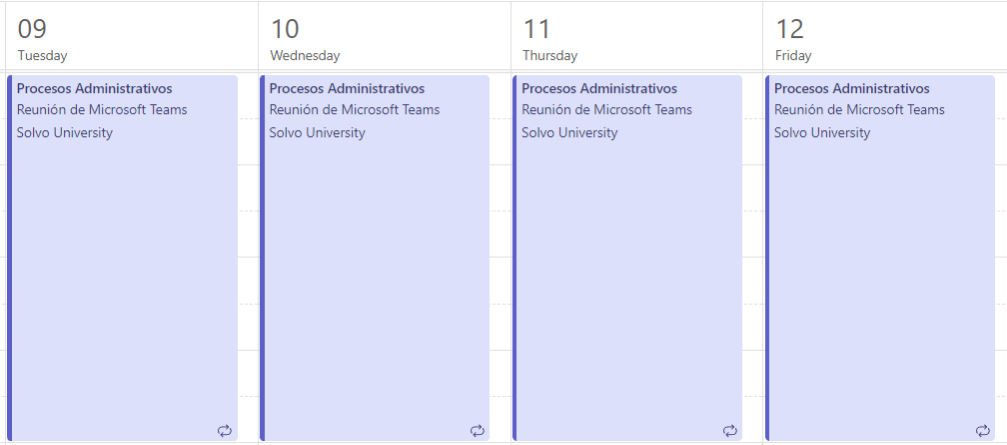 09
Tuesday
10
Wednesday
11
Thursday
12
Friday
Procesos Administrativos
Reunión de Microsoft Teams
Solvo University
Procesos Administrativos
Reunión de Microsoft Teams
Solvo University
Procesos Administrativos
Reunión de Microsoft Teams
Solvo University
Procesos Administrativos
Reunión de Microsoft Teams
Solvo University